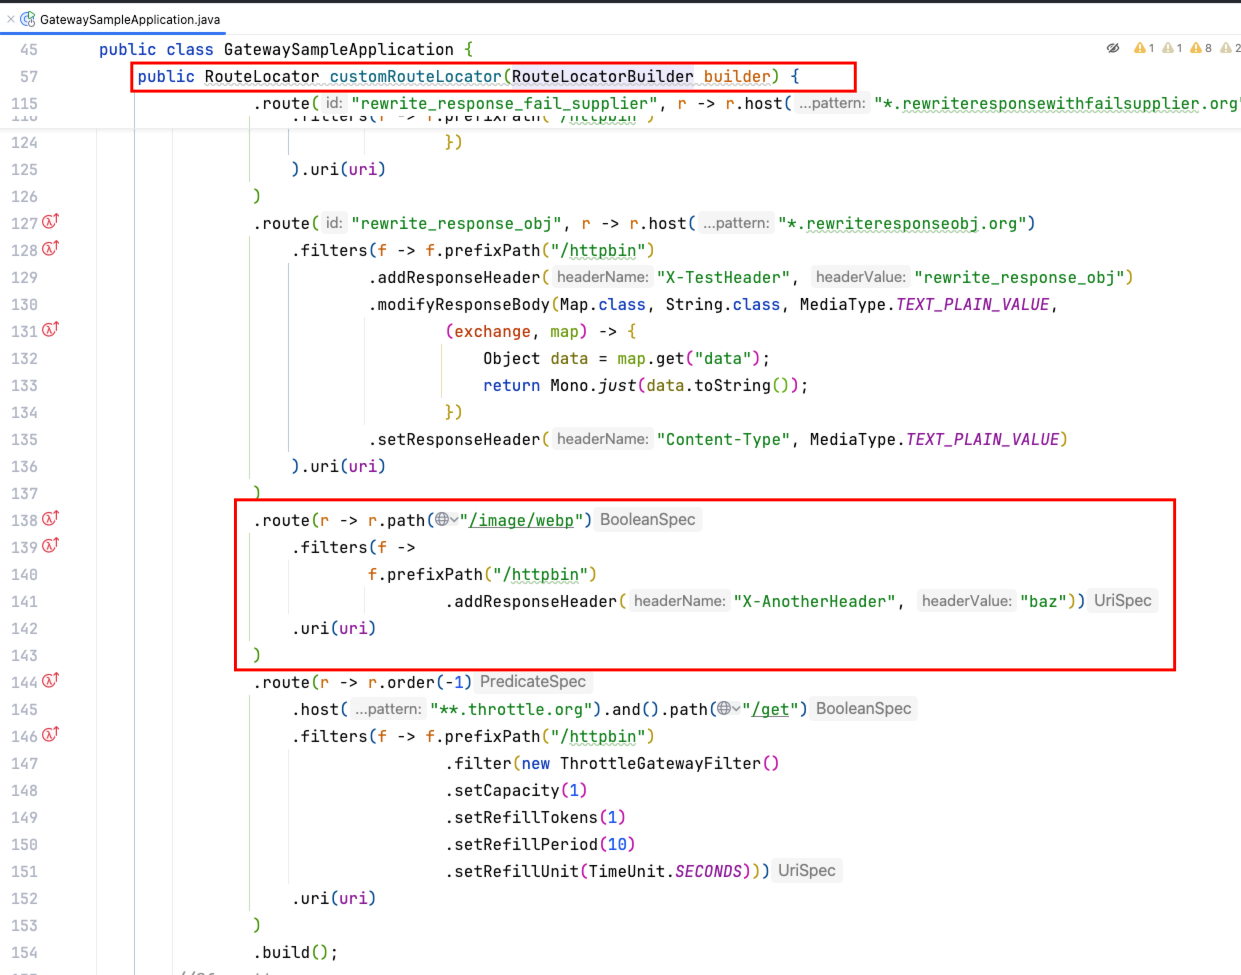 GatewaySampleApplication.java
45 public class GatewaySampleApplication { 1 1 8 2
57 public RouteLocator customRouteLocator(RouteLocatorBuilder builder) {
115 .route( id: "rewrite_response_fail_supplier", r -> r.host( ...pattern: "*.rewriteresponsewithfailsupplier.org"
116 .filters(f -> f.prefixPath("/httpbin")
124 })
125 ).uri(uri)
126 )
127 .route( id: "rewrite_response_obj", r -> r.host( ...pattern: "*.rewriteresponseobj.org")
128 .filters(f -> f.prefixPath("/httpbin")
129 .addResponseHeader( headerName: "X-TestHeader", headerValue: "rewrite_response_obj")
130 .modifyResponseBody(Map.class, String.class, MediaType.TEXT_PLAIN_VALUE,
131 (exchange, map) -> {
132 Object data = map.get("data");
133 return Mono.just(data.toString());
134 })
135 .setResponseHeader( headerName: "Content-Type", MediaType.TEXT_PLAIN_VALUE)
136 ).uri(uri)
137 )
138 .route(r -> r.path("/image/webp") BooleanSpec
139 .filters(f ->
140 f.prefixPath("/httpbin")
141 .addResponseHeader( headerName: "X-AnotherHeader", headerValue: "baz")) UriSpec
142 .uri(uri)
143 )
144 .route(r -> r.order(-1) PredicateSpec
145 .host( ...pattern: "**.throttle.org").and().path("/get") BooleanSpec
146 .filters(f -> f.prefixPath("/httpbin")
147 .filter(new ThrottleGatewayFilter()
148 .setCapacity(1)
149 .setRefillTokens(1)
150 .setRefillPeriod(10)
151 .setRefillUnit(TimeUnit.SECONDS))) UriSpec
152 .uri(uri)
153 )
154 .build();